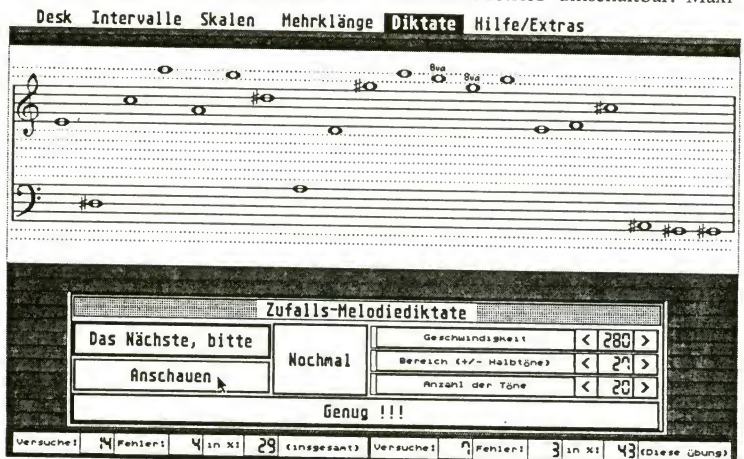 umschaltbar. Maxi-
Desk Intervalle Skalen Mehrklänge Diktate Hilfe/Extras
8va
8va
Zufalls-Melodiediktate
Das Nächste, bitte
Anschauen
Nochmal
Geschwindigkeit < 280 >
Bereich (+/- Halbtöne) < 27 >
Anzahl der Töne < 20 >
Genug !!!
Versuche: 14 Fehler: 4 in %: 29 (insgesamt) Versuche: 7 Fehler: 3 in %: 43 (Diese Übung)